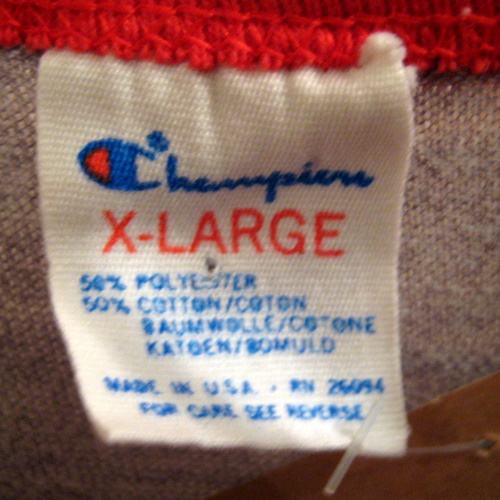 Champion
X-LARGE
50% POLYESTER
50% COTTON/COTON
BAUMWOLLE/COTONE
KATOEN/BOMULD
MADE IN U.S.A. · RN 26094
FOR CARE SEE REVERSE